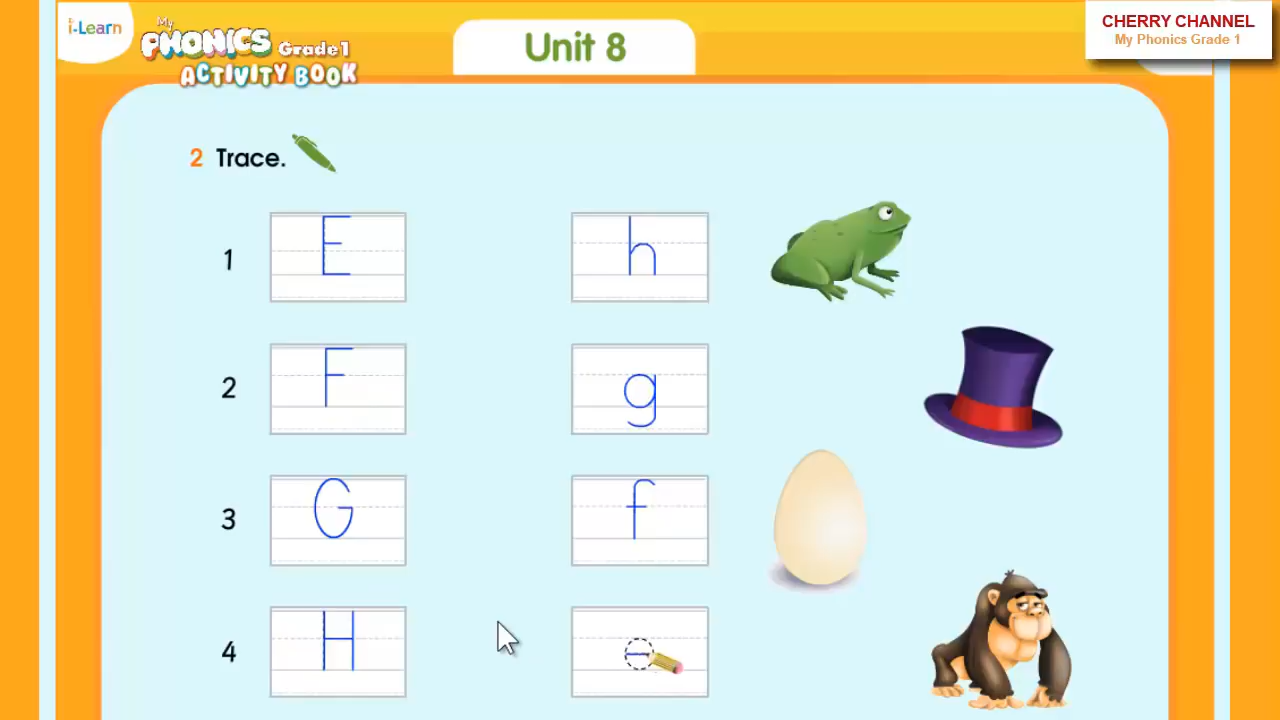 i-Learn
My
PHONICS Grade 1
ACTIVITY BOOK
Unit 8
CHERRY CHANNEL
My Phonics Grade 1
2 Trace.
1 E h
2 F g
3 G f
4 H e